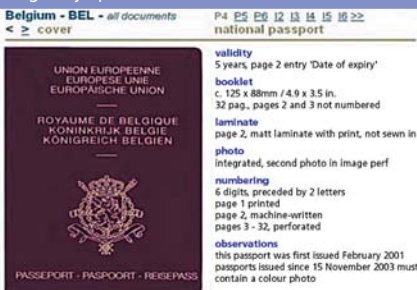 Belgium - BEL - all documents
< > cover
UNION EUROPEENNE
EUROPESE UNIE
EUROPÄISCHE UNION
ROYAUME DE BELGIQUE
KONINKRIJK BELGIE
KÖNIGREICH BELGIEN
PASSEPORT - PASPOORT - REISEPASS
P4 P5 P6 I2 I3 I4 I5 I6 >>
national passport
validity
5 years, page 2 entry 'Date of expiry'
booklet
c. 125 x 88mm / 4.9 x 3.5 in.
32 pag., pages 2 and 3 not numbered
laminate
page 2, matt laminate with print, not sewn in
photo
integrated, second photo in image perf
numbering
6 digits, preceded by 2 letters
page 1 printed
page 2, machine-written
pages 3 - 32, perforated
observations
this passport was first issued February 2001
passports issued since 15 November 2003 must
contain a colour photo